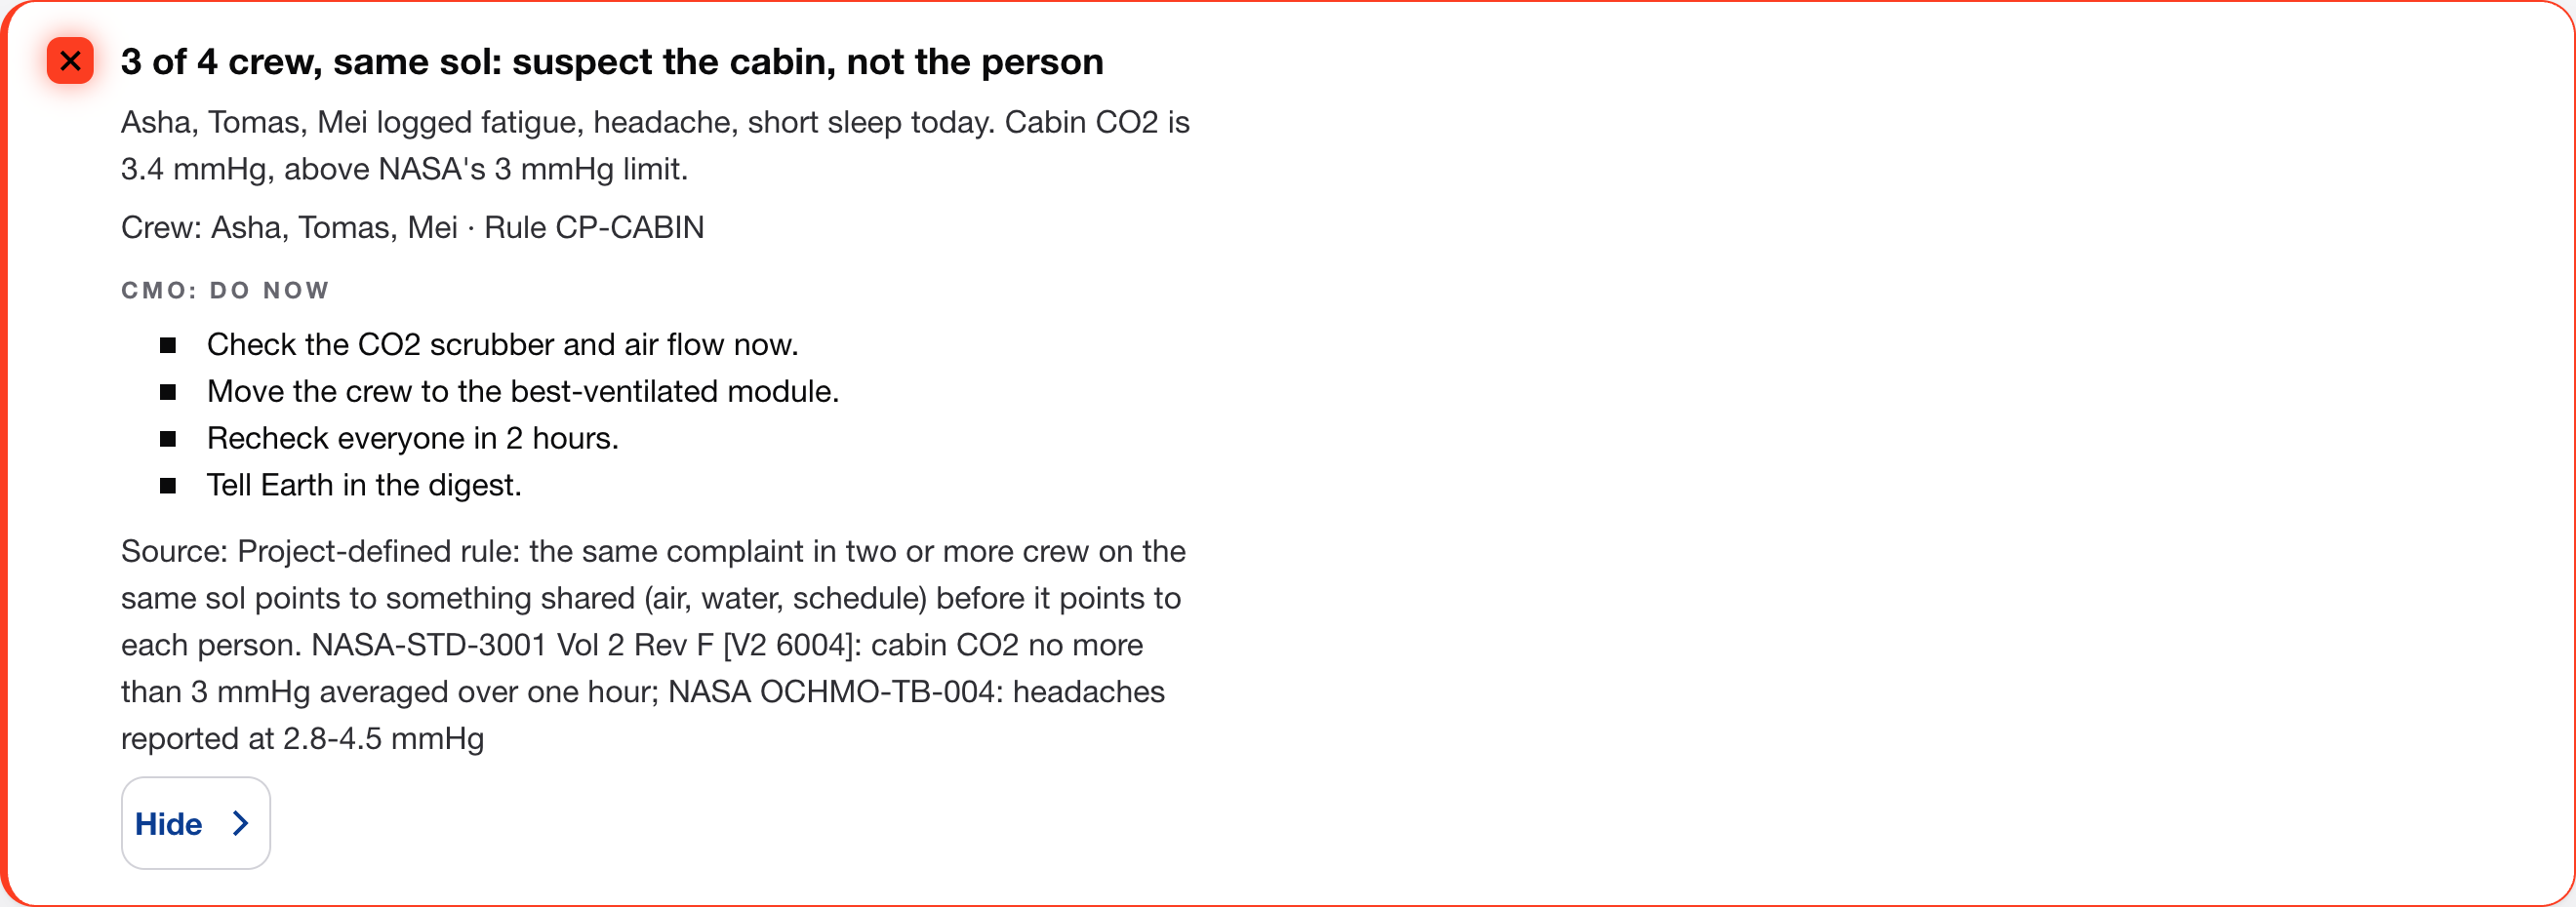 3 of 4 crew, same sol: suspect the cabin, not the person
Asha, Tomas, Mei logged fatigue, headache, short sleep today. Cabin CO2 is
3.4 mmHg, above NASA's 3 mmHg limit.
Crew: Asha, Tomas, Mei · Rule CP-CABIN
CMO: DO NOW
Check the CO2 scrubber and air flow now.
Move the crew to the best-ventilated module.
Recheck everyone in 2 hours.
Tell Earth in the digest.
Source: Project-defined rule: the same complaint in two or more crew on the
same sol points to something shared (air, water, schedule) before it points to
each person. NASA-STD-3001 Vol 2 Rev F [V2 6004]: cabin CO2 no more
than 3 mmHg averaged over one hour; NASA OCHMO-TB-004: headaches
reported at 2.8-4.5 mmHg
Hide